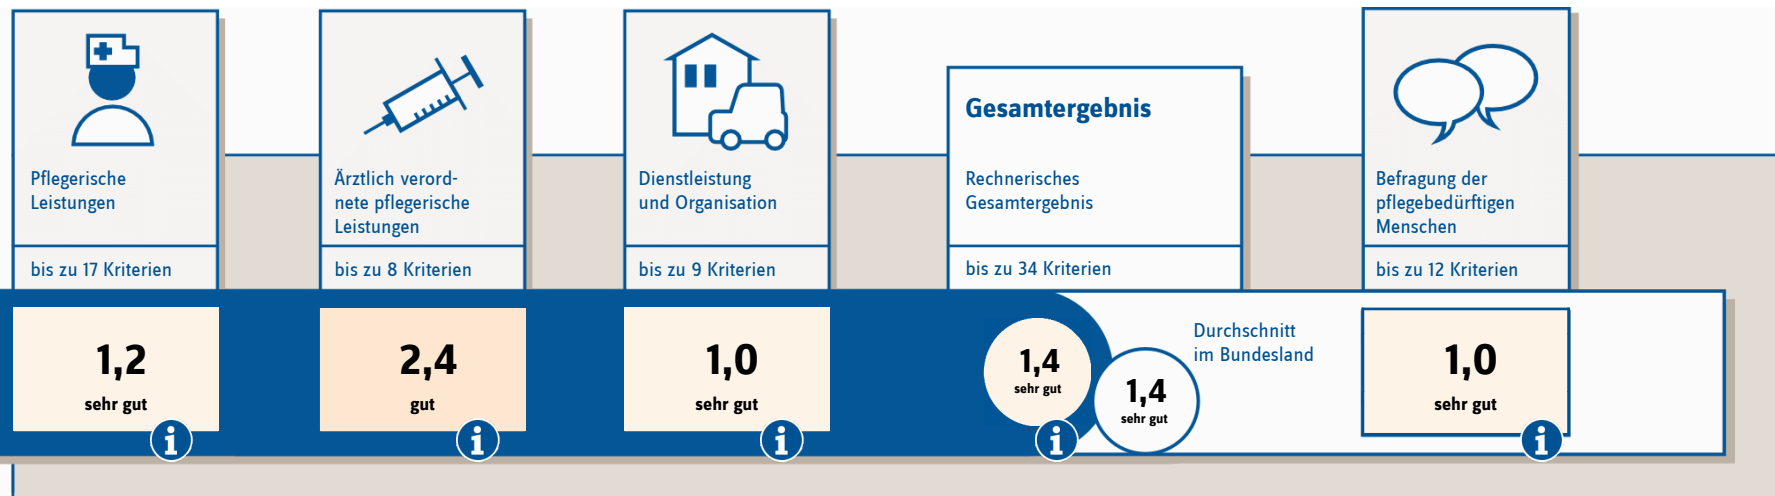 Pflegerische
Leistungen
bis zu 17 Kriterien
1,2
sehr gut
i
Ärztlich verord-
nete pflegerische
Leistungen
bis zu 8 Kriterien
2,4
gut
i
Dienstleistung
und Organisation
bis zu 9 Kriterien
1,0
sehr gut
i
Gesamtergebnis
Rechnerisches
Gesamtergebnis
bis zu 34 Kriterien
1,4
sehr gut
i
Durchschnitt
im Bundesland
1,4
sehr gut
Befragung der
pflegebedürftigen
Menschen
bis zu 12 Kriterien
1,0
sehr gut
i